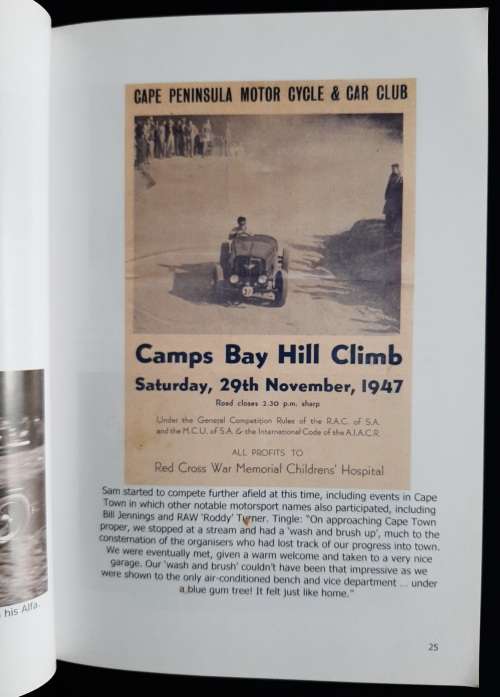 CAPE PENINSULA MOTOR CYCLE & CAR CLUB
Camps Bay Hill Climb
Saturday, 29th November, 1947
Road closes 2.30 p.m. sharp
Under the General Competition Rules of the R.A.C. of S.A.
and the M.C.U. of S.A. & the International Code of the A.I.A.C.R.
ALL PROFITS TO
Red Cross War Memorial Childrens' Hospital
Sam started to compete further afield at this time, including events in Cape
Town in which other notable motorsport names also participated, including
Bill Jennings and RAW 'Roddy' Turner. Tingle: "On approaching Cape Town
proper, we stopped at a stream and had a 'wash and brush up', much to the
consternation of the organisers who had lost track of our progress into town.
We were eventually met, given a warm welcome and taken to a very nice
garage. Our 'wash and brush' couldn't have been that impressive as we
were shown to the only air-conditioned bench and vice department ... under
a blue gum tree! It felt just like home."
his Alfa.
25